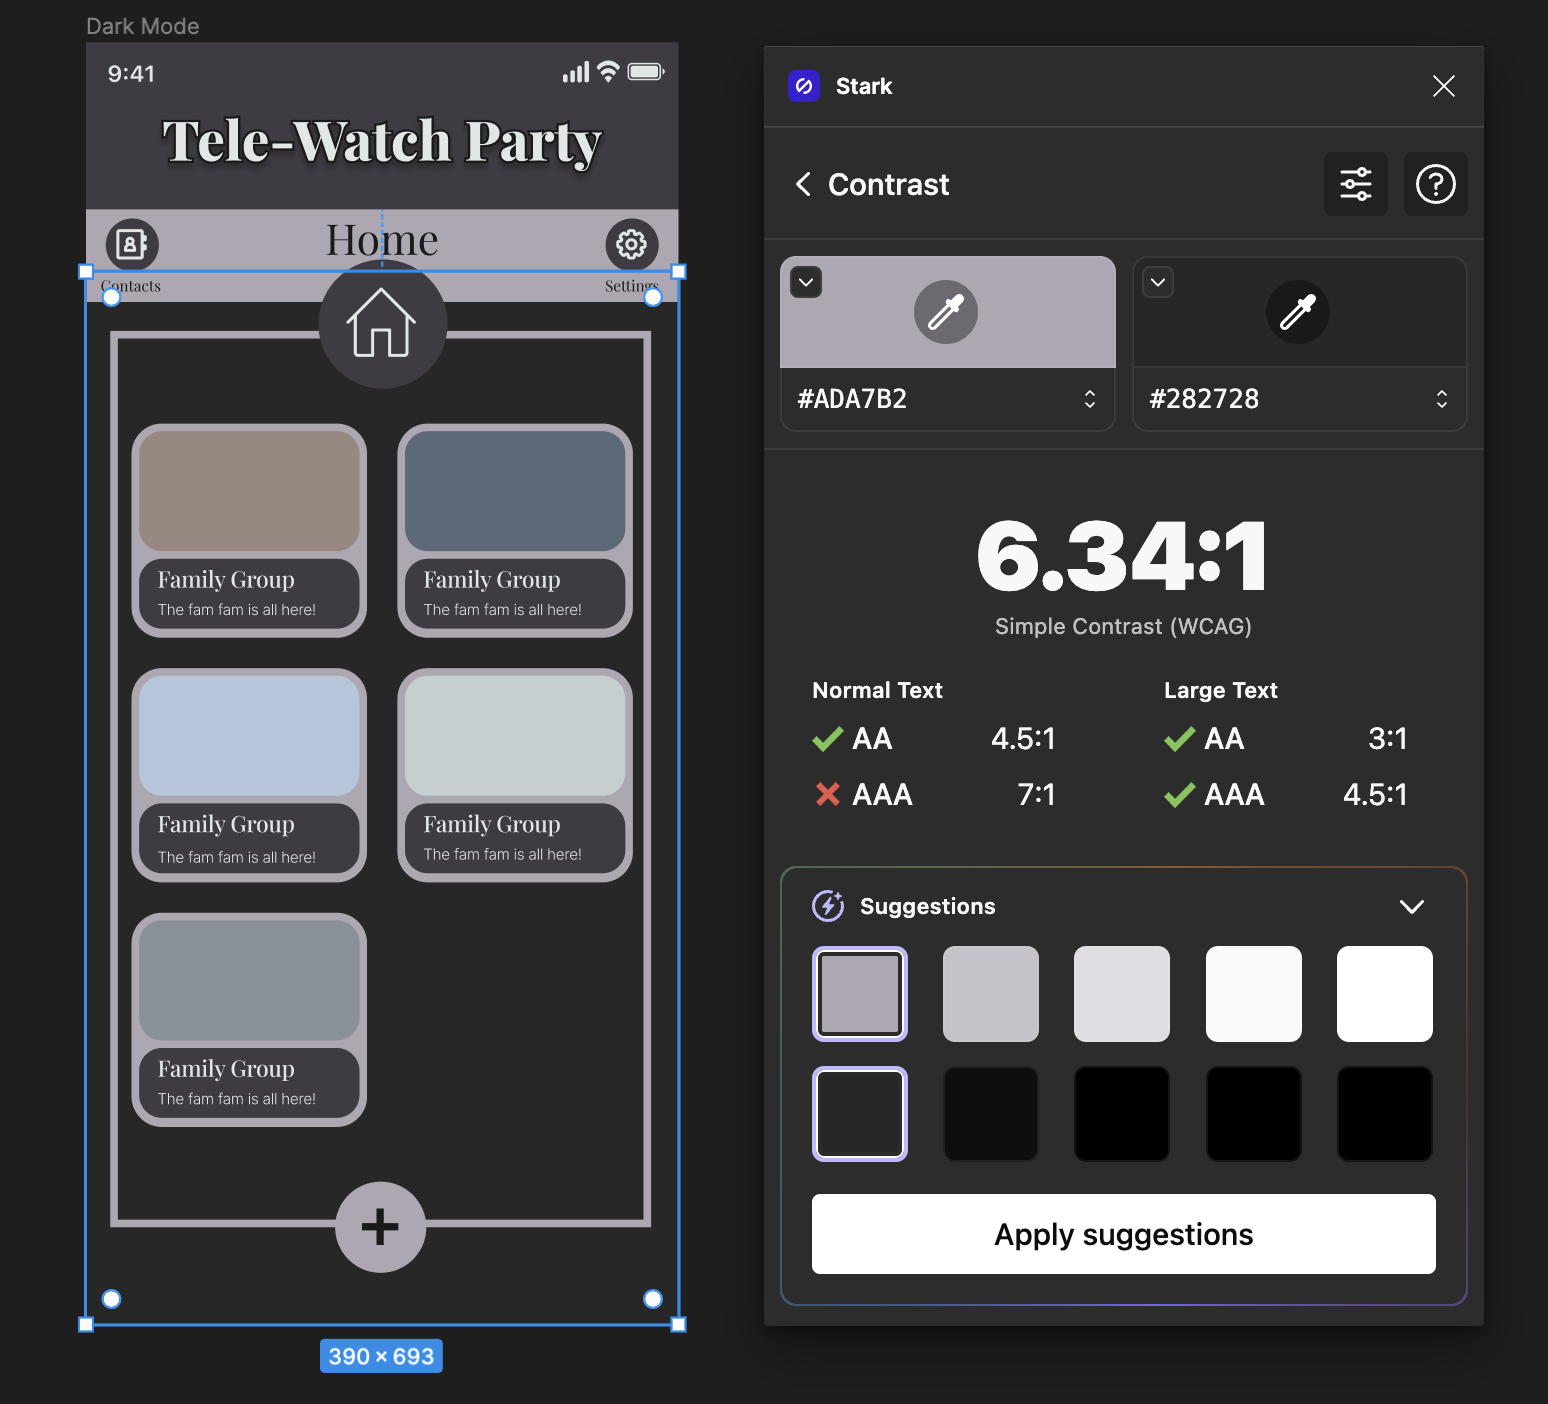 Dark Mode
9:41
Tele-Watch Party
Home
Contacts
Settings
Family Group
The fam fam is all here!
Family Group
The fam fam is all here!
Family Group
The fam fam is all here!
Family Group
The fam fam is all here!
Family Group
The fam fam is all here!
+
390 × 693
Stark
Contrast
?
#ADA7B2
#282728
6.34:1
Simple Contrast (WCAG)
Normal Text
AA 4.5:1
AAA 7:1
Large Text
AA 3:1
AAA 4.5:1
Suggestions
Apply suggestions